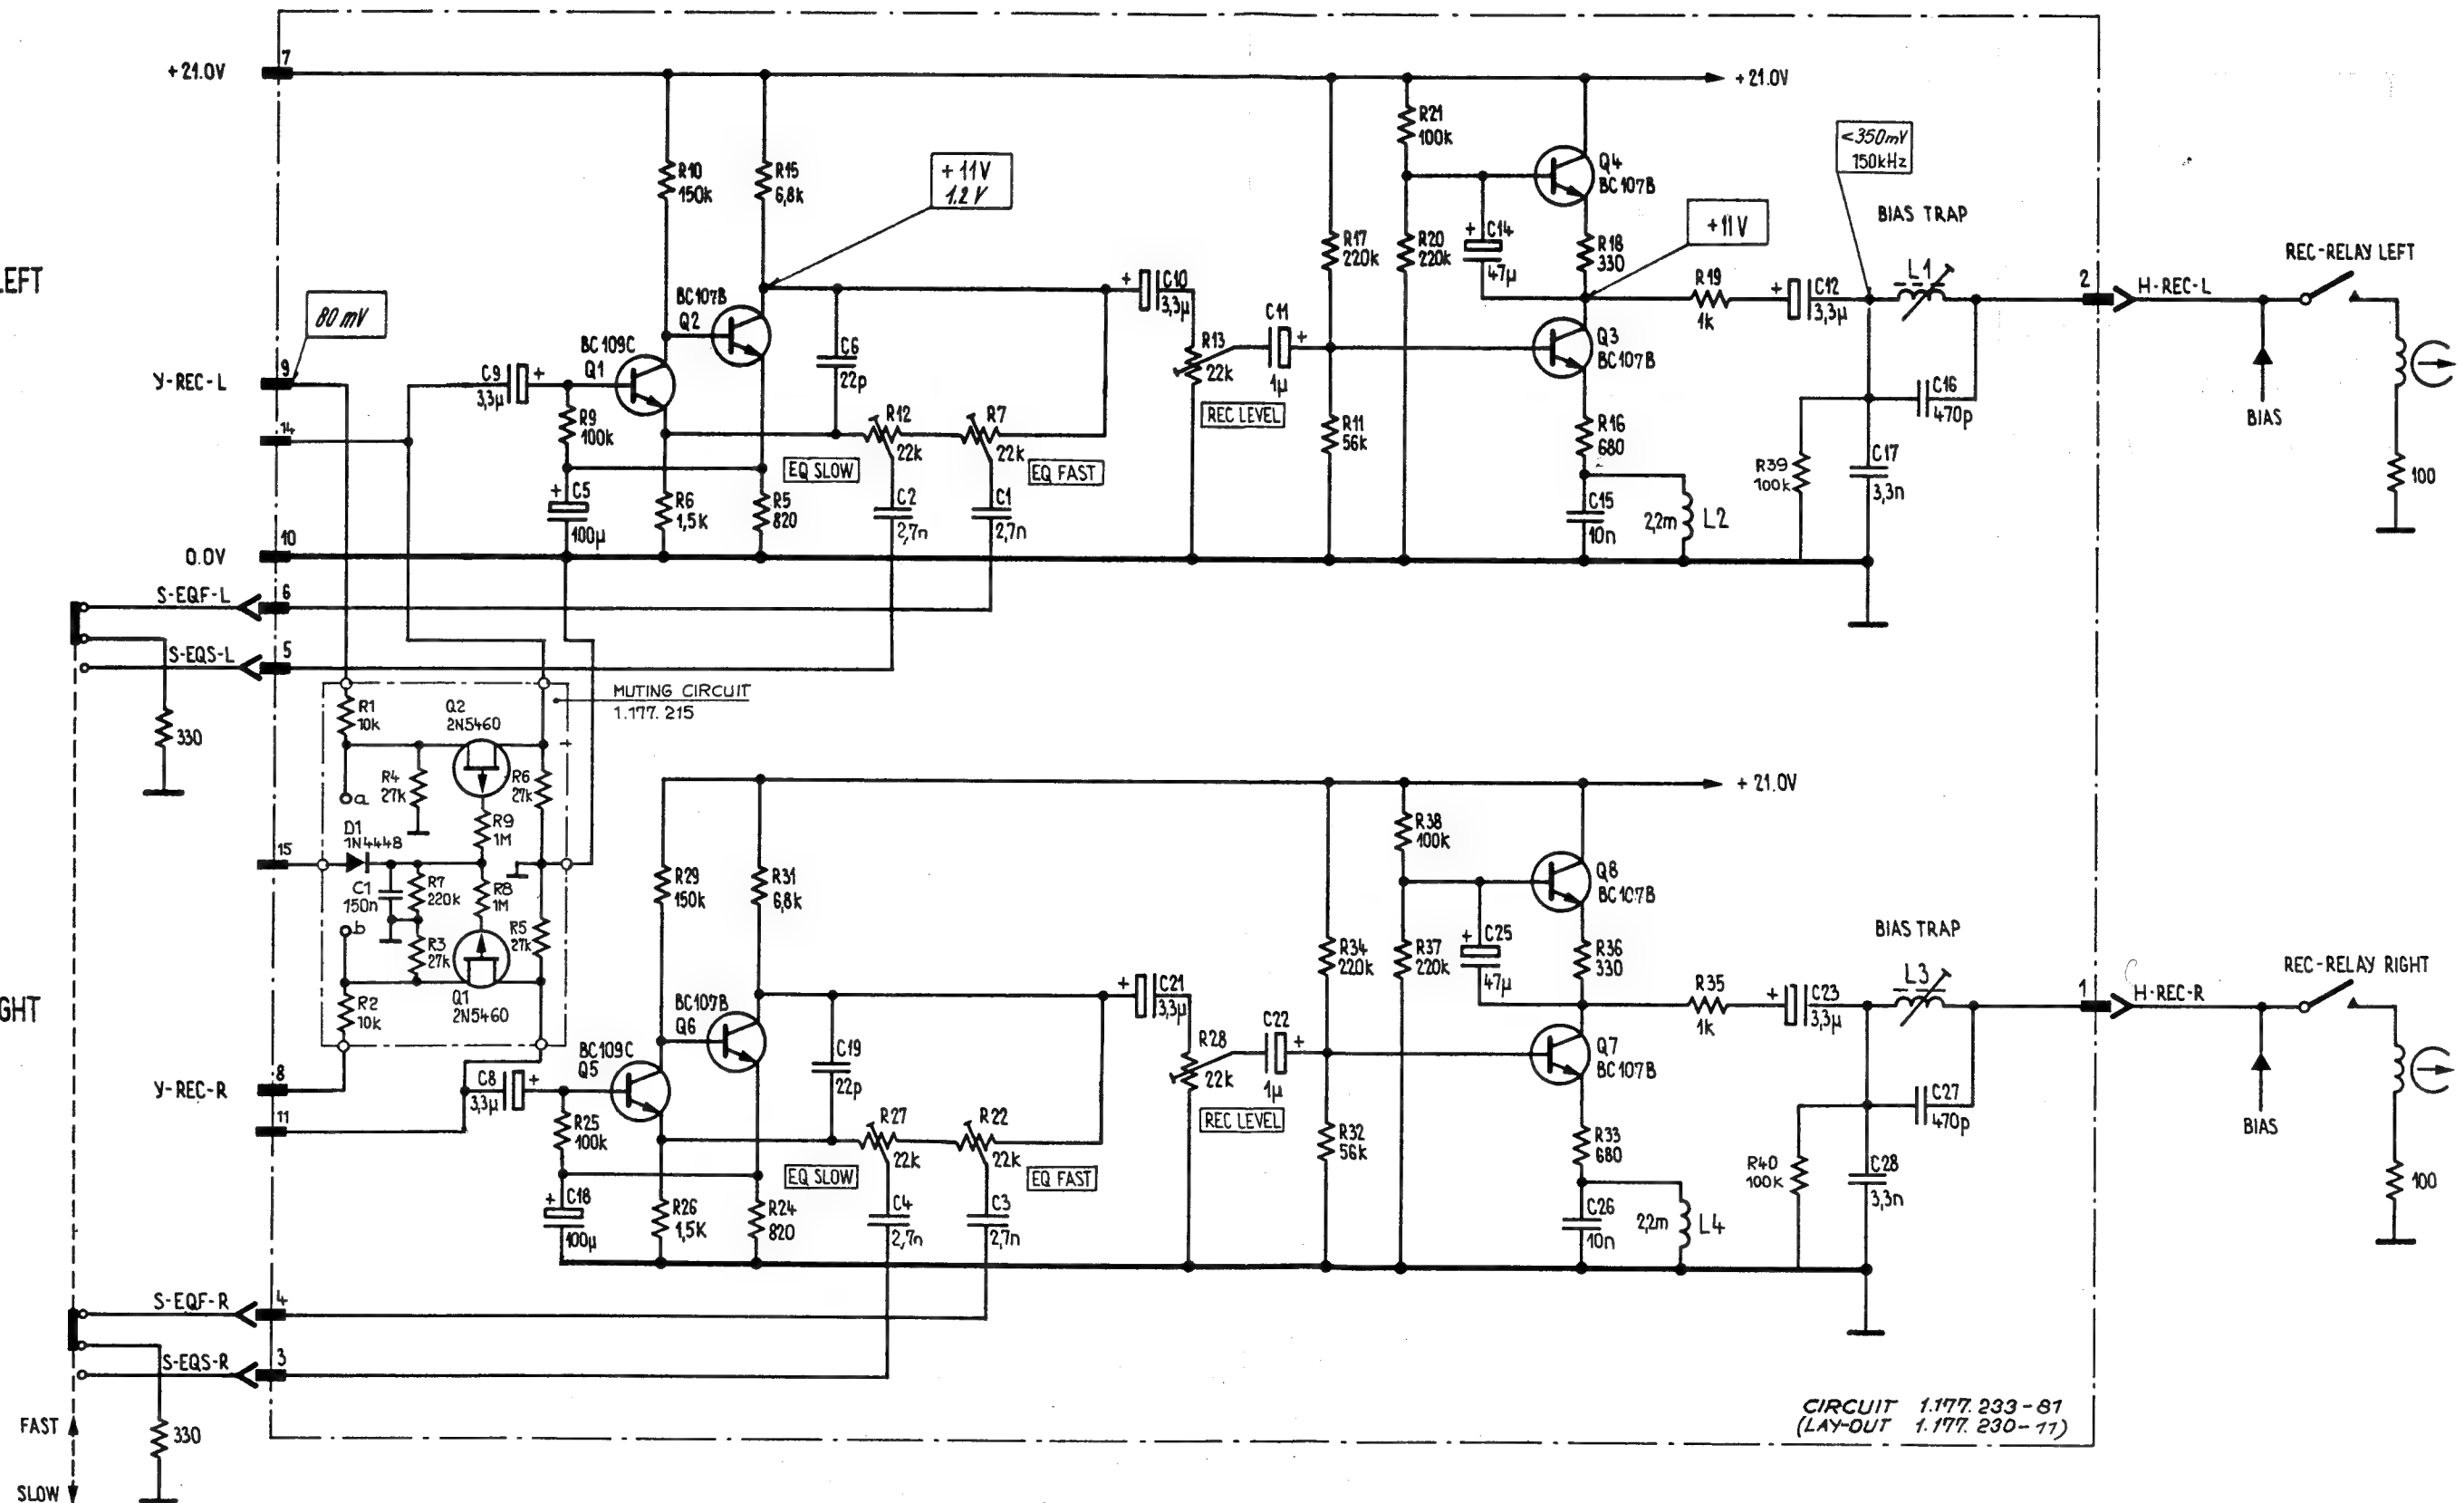 +21.0V
7
+21.0V
R10
150k
R15
6,8k
+11V
1.2V
R21
100k
Q4
BC107B
<350mV
150kHz
BIAS TRAP
R17
220k
R20
220k
C14
47µ
R18
330
+11V
REC-RELAY LEFT
LEFT
80mV
BC107B
Q2
C10
3,3µ
R19
1k
C12
3,3µ
L1
2
H-REC-L
BC109C
Q1
C6
22p
R13
22k
C11
1µ
REC LEVEL
Q3
BC107B
Y-REC-L
9
C9
3,3µ
R9
100k
R12
22k
R7
22k
EQ SLOW
EQ FAST
R11
56k
R16
680
C16
470p
BIAS
14
C5
100µ
R6
1,5K
R5
820
C2
2,7n
C1
2,7n
C15
10n
2,2m
L2
R39
100k
C17
3,3n
100
0.0V
10
S-EQF-L
6
S-EQS-L
5
330
MUTING CIRCUIT
1.177.215
R1
10k
Q2
2N5460
R4
27k
R6
27k
a
R9
1M
D1
1N4448
15
C1
150n
R7
220k
R8
1M
b
R3
27k
R5
27k
R2
10k
Q1
2N5460
+21.0V
R29
150k
R31
6,8k
R38
100k
Q8
BC107B
R34
220k
R37
220k
C25
47µ
R36
330
BIAS TRAP
REC-RELAY RIGHT
RIGHT
BC107B
Q6
C21
3,3µ
R35
1k
C23
3,3µ
L3
1
H-REC-R
BC109C
Q5
C19
22p
R28
22k
C22
1µ
REC LEVEL
Q7
BC107B
Y-REC-R
8
11
C8
3,3µ
R25
100k
R27
22k
R22
22k
EQ SLOW
EQ FAST
R32
56k
R33
680
C27
470p
BIAS
C18
100µ
R26
1,5K
R24
820
C4
2,7n
C3
2,7n
C26
10n
2,2m
L4
R40
100K
C28
3,3n
100
S-EQF-R
4
S-EQS-R
3
FAST
330
SLOW
CIRCUIT 1.177.233-81
(LAY-OUT 1.177.230-11)